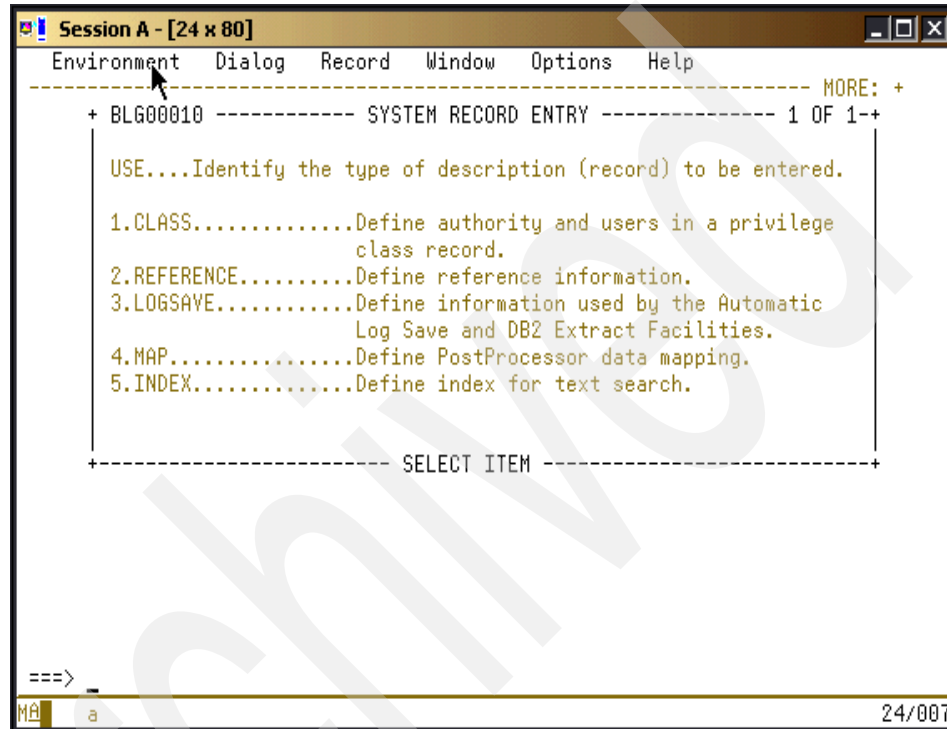 Session A - [24 x 80]
Environment Dialog Record Window Options Help
------------------------------------------------------------------------- MORE: +
+ BLG00010 ------------ SYSTEM RECORD ENTRY --------------- 1 OF 1-+
USE....Identify the type of description (record) to be entered.
1.CLASS..............Define authority and users in a privilege
class record.
2.REFERENCE..........Define reference information.
3.LOGSAVE............Define information used by the Automatic
Log Save and DB2 Extract Facilities.
4.MAP................Define PostProcessor data mapping.
5.INDEX..............Define index for text search.
+--------------------------- SELECT ITEM -------------------------------+
===> _
MA a 24/007